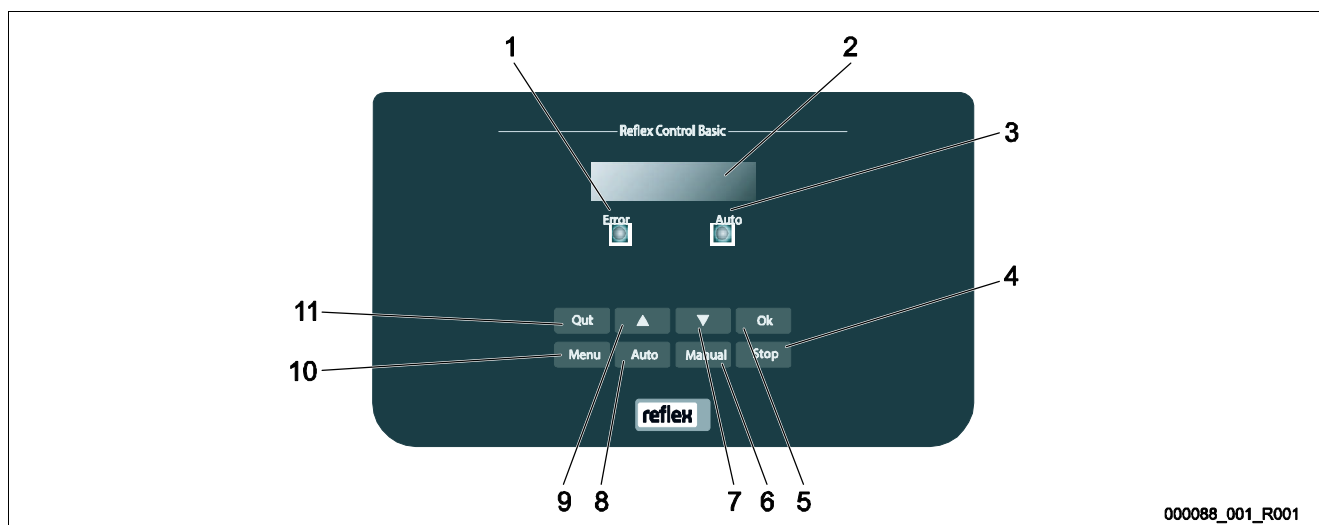 1 2
Reflex Control Basic
3
Error Auto
4
11 Qut ▲ ▼ Ok
10 Menu Auto Manual Stop
reflex
9 8 7 6 5
000088_001_R001